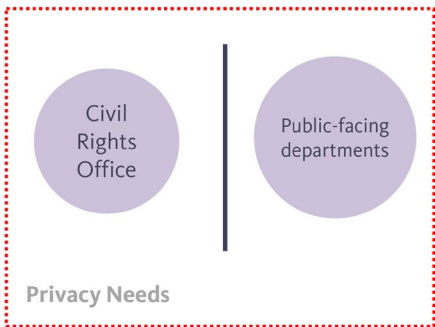 Civil
Rights
Office
Public-facing
departments
Privacy Needs